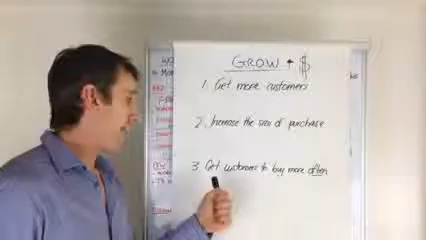 GROW ↑ $
1. Get more customers
2. Increase the size of purchase
3. Get customers to buy more often